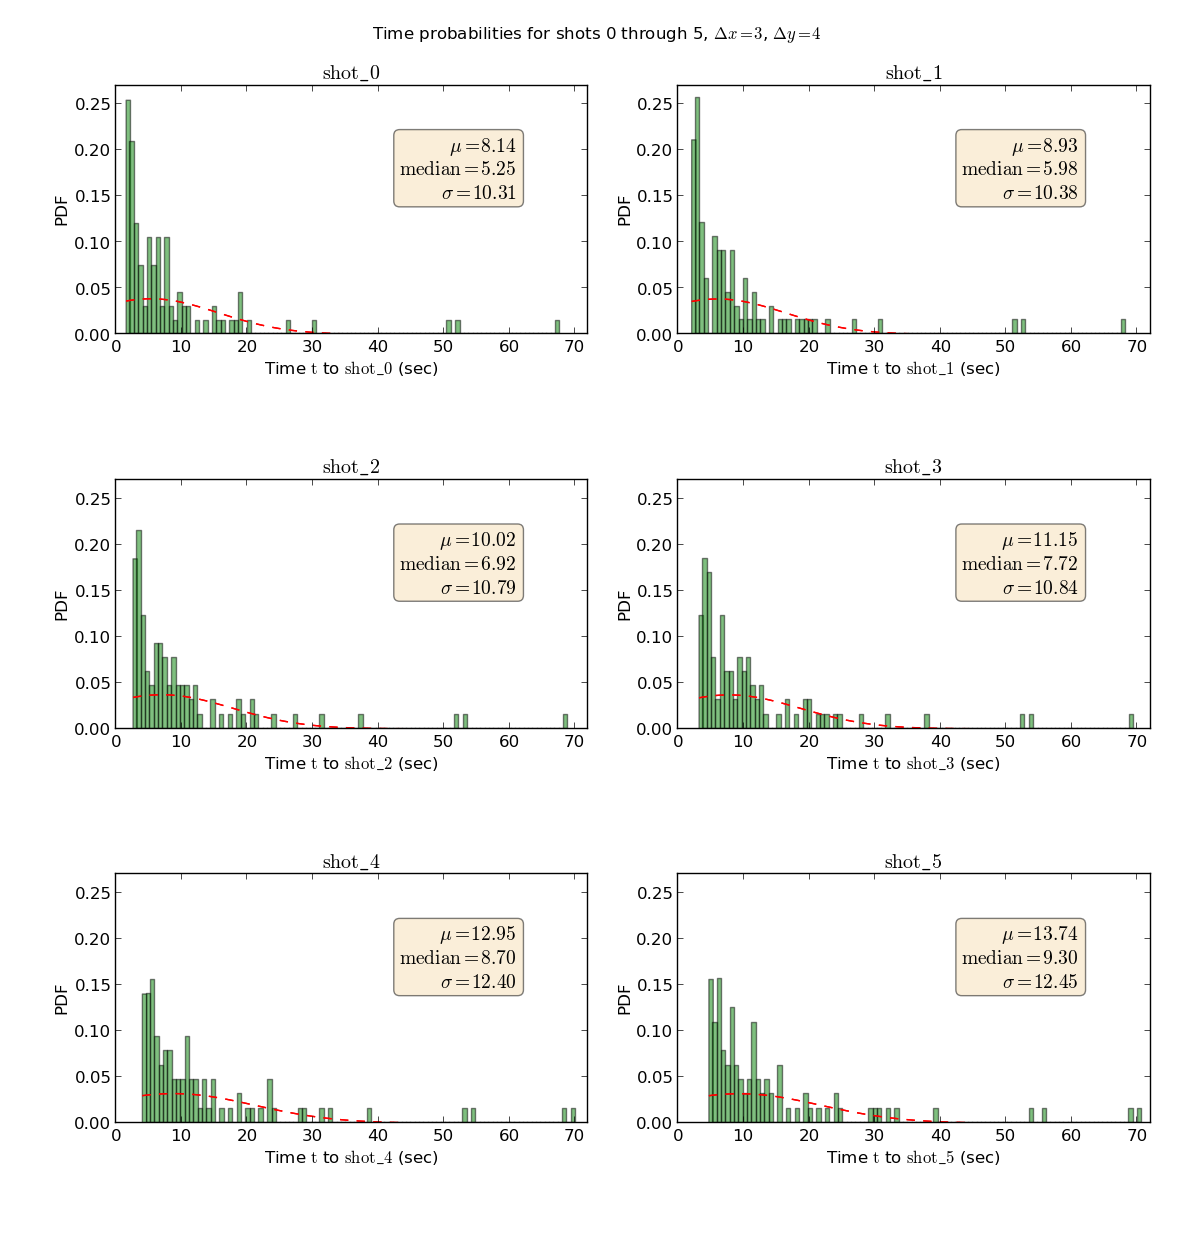 Time probabilities for shots 0 through 5, Δx=3, Δy=4
shot_0
PDF
0.25
0.20
0.15
0.10
0.05
0.00
μ=8.14
median=5.25
σ=10.31
0 10 20 30 40 50 60 70
Time t to shot_0 (sec)
shot_1
PDF
0.25
0.20
0.15
0.10
0.05
0.00
μ=8.93
median=5.98
σ=10.38
0 10 20 30 40 50 60 70
Time t to shot_1 (sec)
shot_2
PDF
0.25
0.20
0.15
0.10
0.05
0.00
μ=10.02
median=6.92
σ=10.79
0 10 20 30 40 50 60 70
Time t to shot_2 (sec)
shot_3
PDF
0.25
0.20
0.15
0.10
0.05
0.00
μ=11.15
median=7.72
σ=10.84
0 10 20 30 40 50 60 70
Time t to shot_3 (sec)
shot_4
PDF
0.25
0.20
0.15
0.10
0.05
0.00
μ=12.95
median=8.70
σ=12.40
0 10 20 30 40 50 60 70
Time t to shot_4 (sec)
shot_5
PDF
0.25
0.20
0.15
0.10
0.05
0.00
μ=13.74
median=9.30
σ=12.45
0 10 20 30 40 50 60 70
Time t to shot_5 (sec)